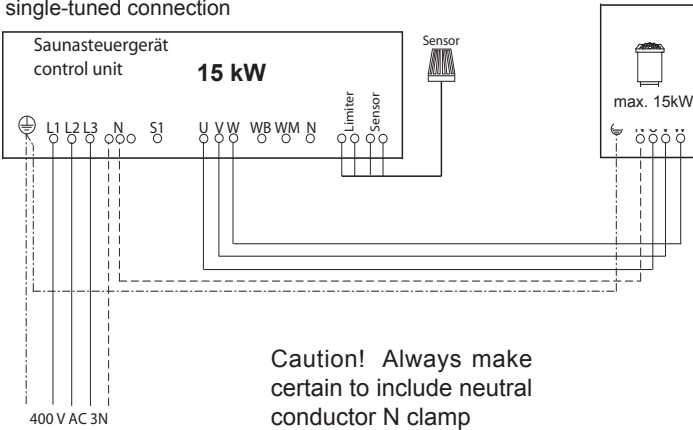 single-tuned connection
Saunasteuergerät
control unit
15 kW
Sensor
max. 15kW
L1 L2 L3 N S1 U V W WB WM N
Limiter
Sensor
N U V W
400 V AC 3N
Caution! Always make
certain to include neutral
conductor N clamp